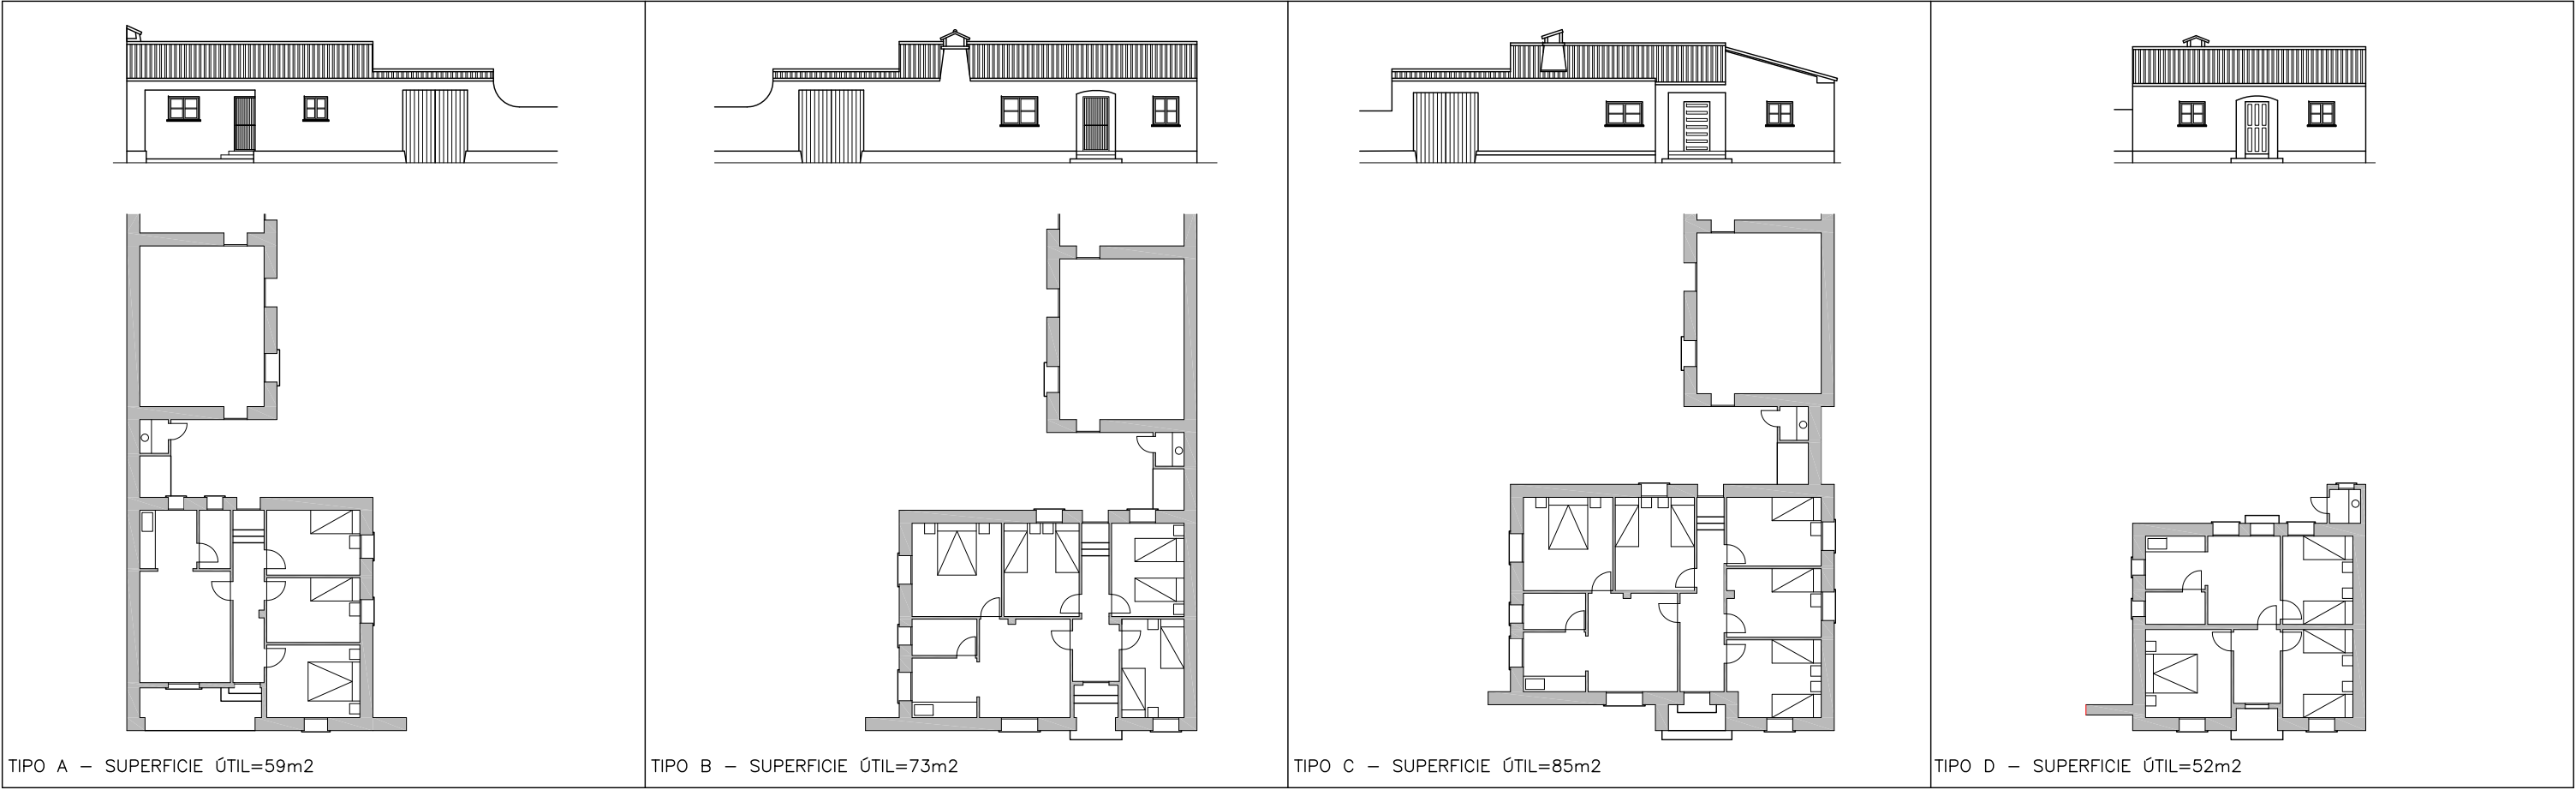 TIPO A – SUPERFICIE ÚTIL=59m2
TIPO B – SUPERFICIE ÚTIL=73m2
TIPO C – SUPERFICIE ÚTIL=85m2
TIPO D – SUPERFICIE ÚTIL=52m2